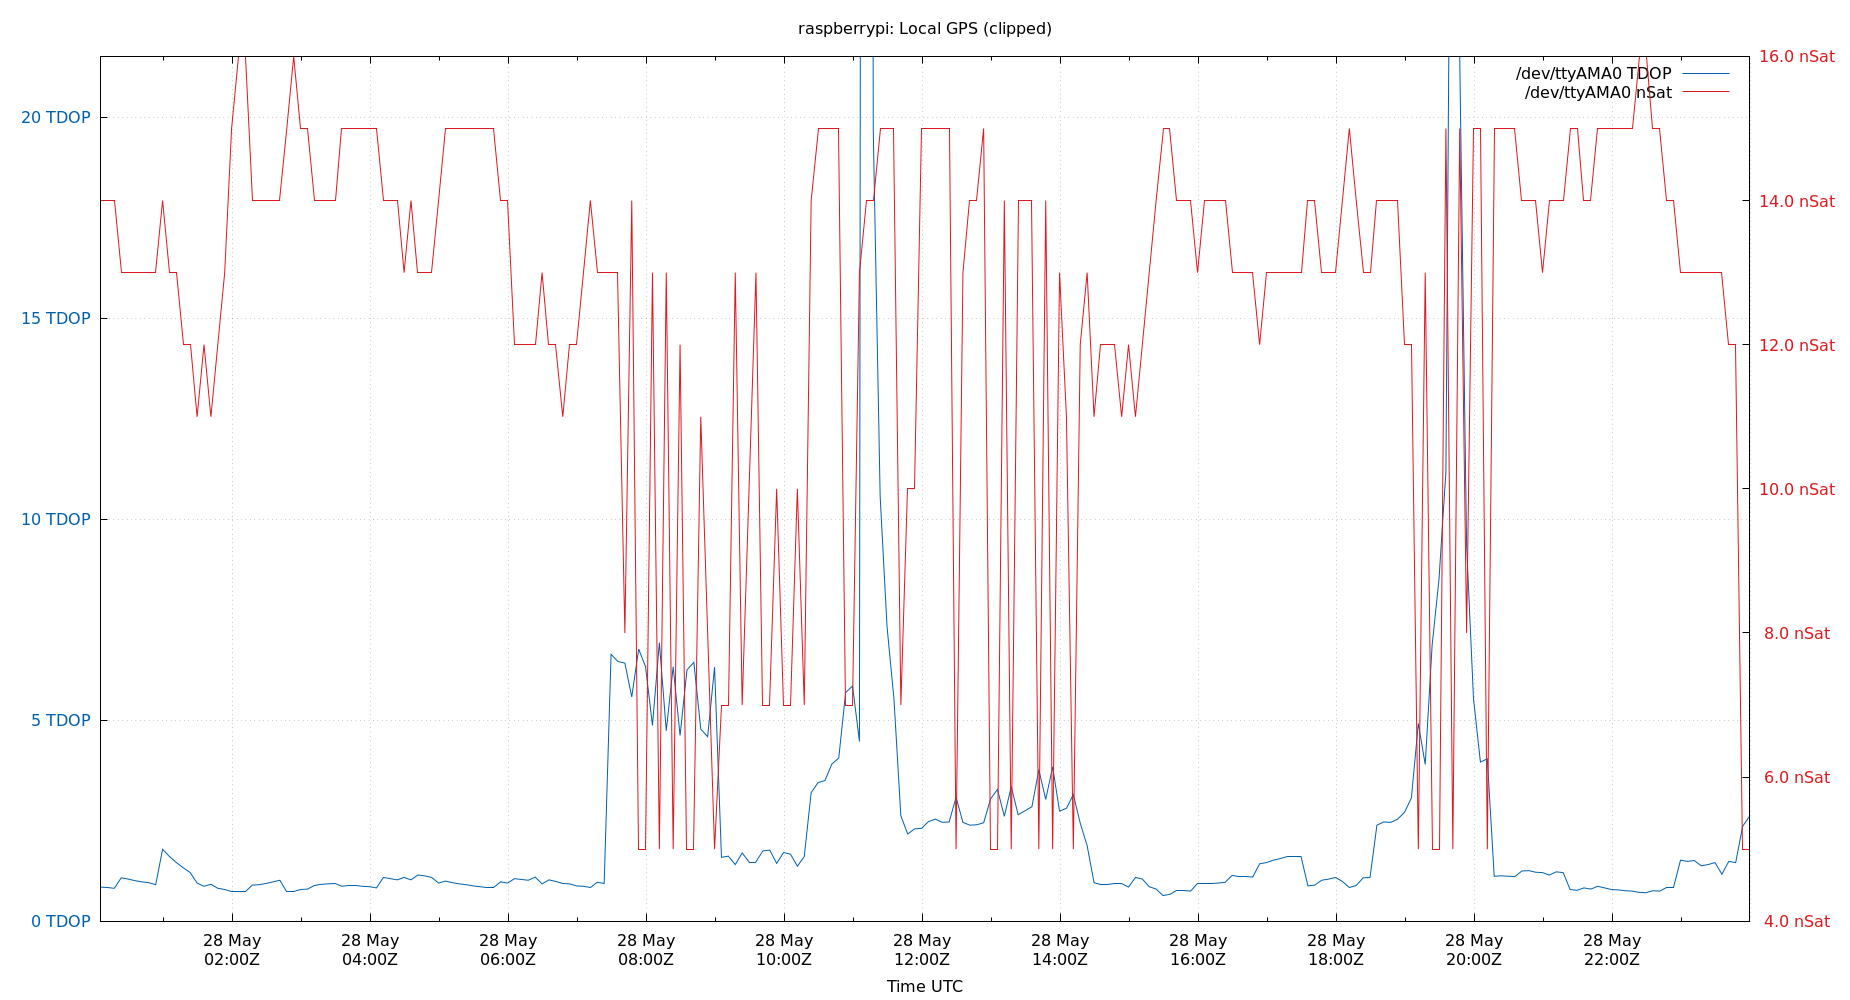 raspberrypi: Local GPS (clipped)
/dev/ttyAMA0 TDOP
/dev/ttyAMA0 nSat
20 TDOP
15 TDOP
10 TDOP
5 TDOP
0 TDOP
16.0 nSat
14.0 nSat
12.0 nSat
10.0 nSat
8.0 nSat
6.0 nSat
4.0 nSat
28 May 28 May 28 May 28 May 28 May 28 May 28 May 28 May 28 May 28 May 28 May
02:00Z 04:00Z 06:00Z 08:00Z 10:00Z 12:00Z 14:00Z 16:00Z 18:00Z 20:00Z 22:00Z
Time UTC